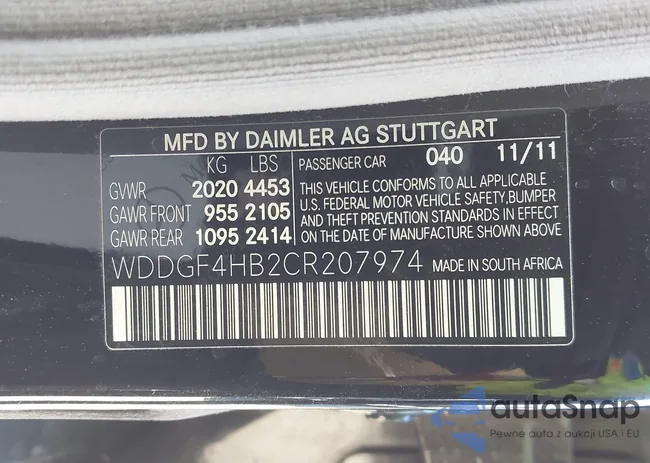 MFD BY DAIMLER AG STUTTGART
KG LBS PASSENGER CAR 040 11/11
GVWR 2020 4453
GAWR FRONT 955 2105
GAWR REAR 1095 2414
THIS VEHICLE CONFORMS TO ALL APPLICABLE
U.S. FEDERAL MOTOR VEHICLE SAFETY,BUMPER
AND THEFT PREVENTION STANDARDS IN EFFECT
ON THE DATE OF MANUFACTURE SHOWN ABOVE.
WDDGF4HB2CR207974 MADE IN SOUTH AFRICA
autoSnap
Pewne auta z aukcji USA i EU